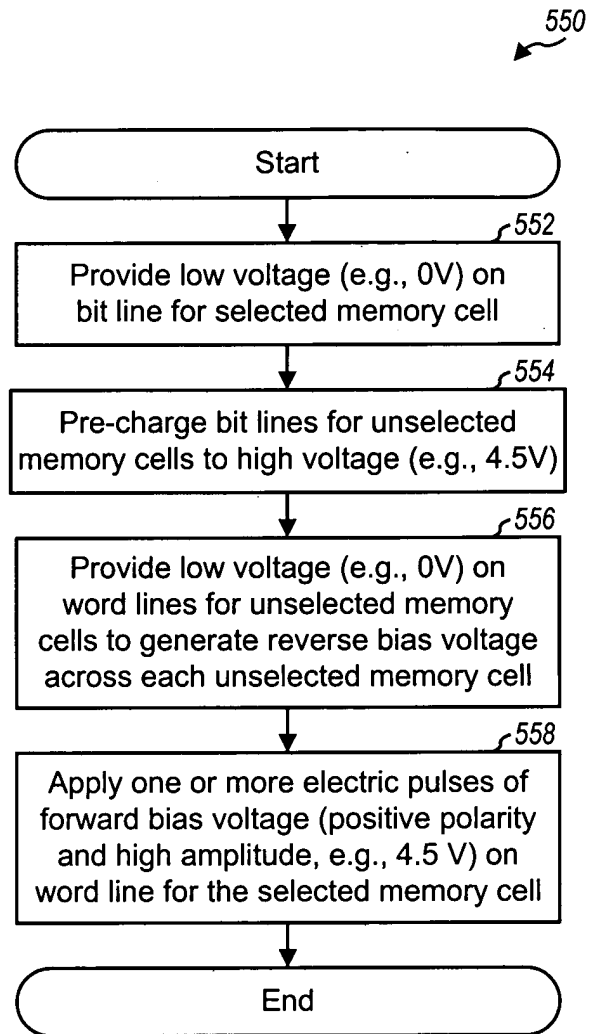 550
Start
552
Provide low voltage (e.g., 0V) on
bit line for selected memory cell
554
Pre-charge bit lines for unselected
memory cells to high voltage (e.g., 4.5V)
556
Provide low voltage (e.g., 0V) on
word lines for unselected memory
cells to generate reverse bias voltage
across each unselected memory cell
558
Apply one or more electric pulses of
forward bias voltage (positive polarity
and high amplitude, e.g., 4.5 V) on
word line for the selected memory cell
End